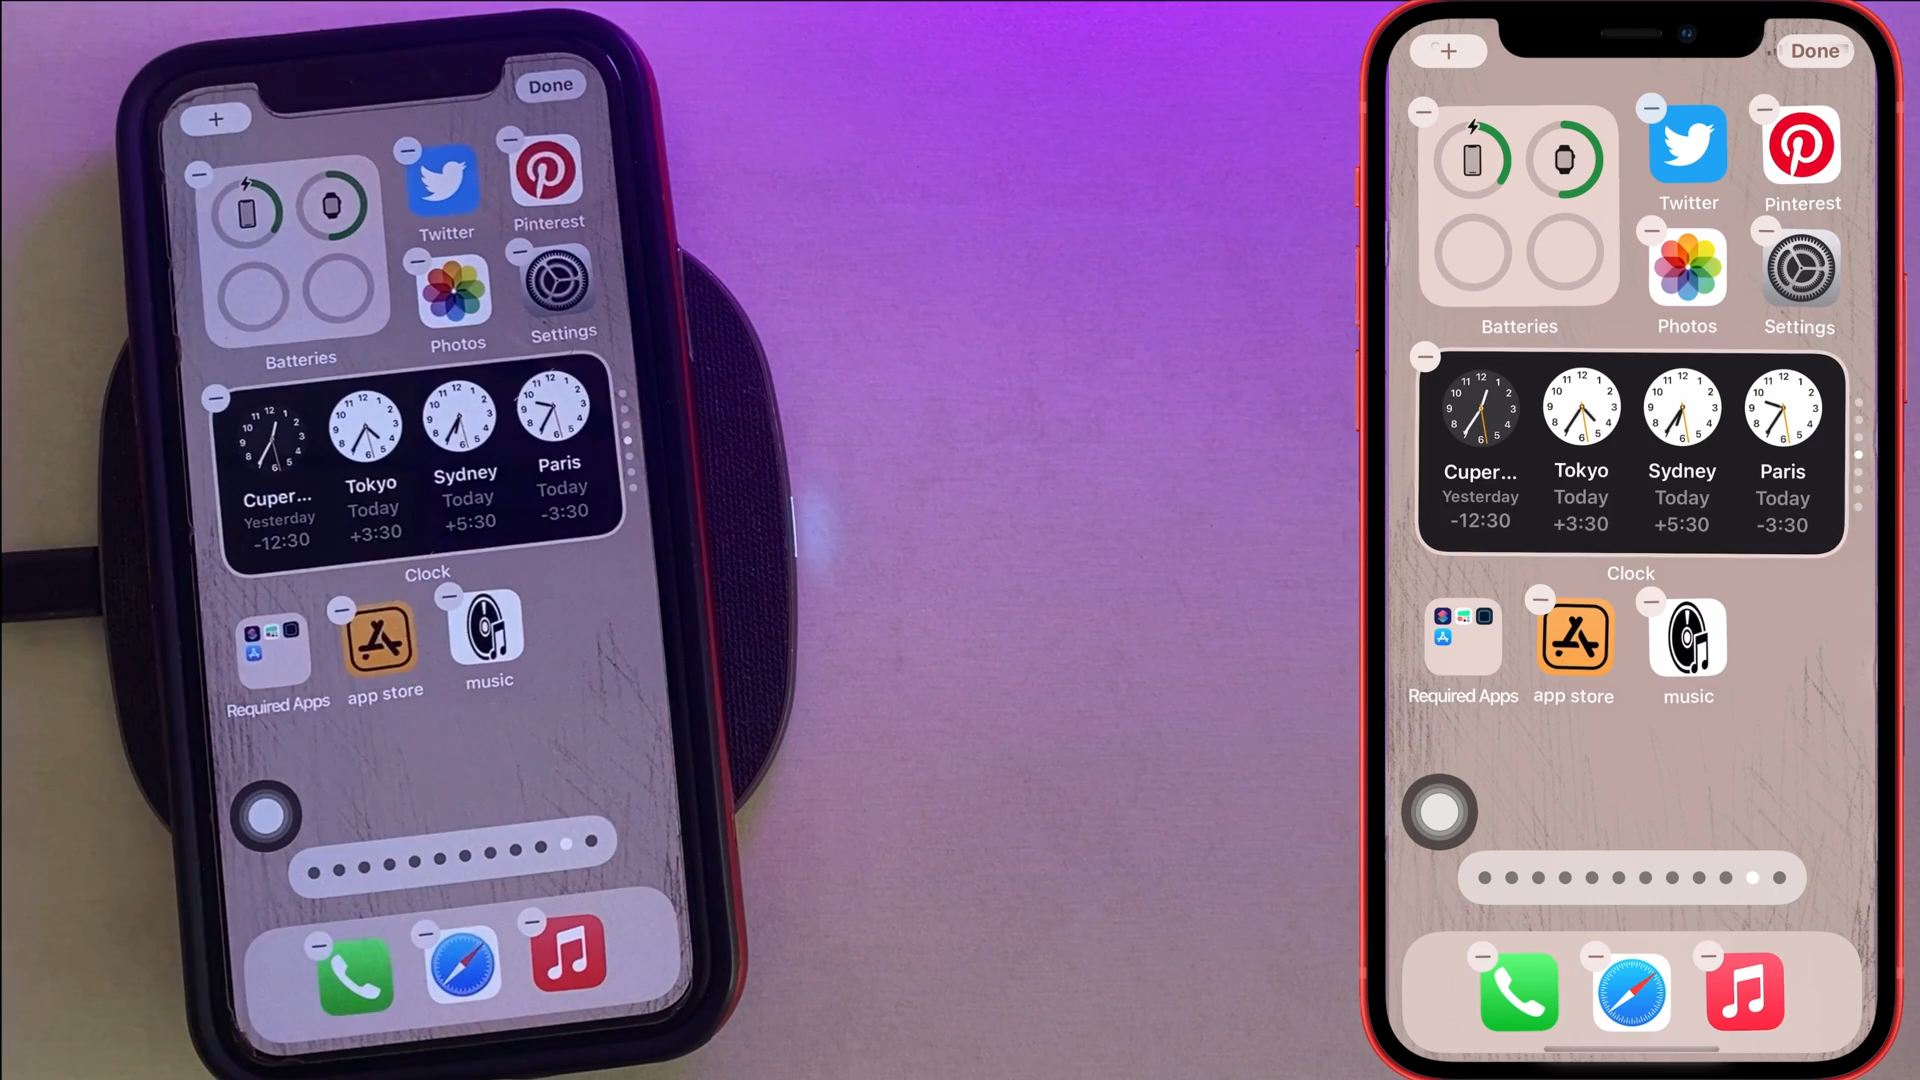 +
Done
Twitter
Pinterest
Photos
Settings
Batteries
Cuper...
Yesterday
-12:30
Tokyo
Today
+3:30
Sydney
Today
+5:30
Paris
Today
-3:30
Clock
Required Apps
app store
music
+
Done
Twitter
Pinterest
Photos
Settings
Batteries
Cuper...
Yesterday
-12:30
Tokyo
Today
+3:30
Sydney
Today
+5:30
Paris
Today
-3:30
Clock
Required Apps
app store
music